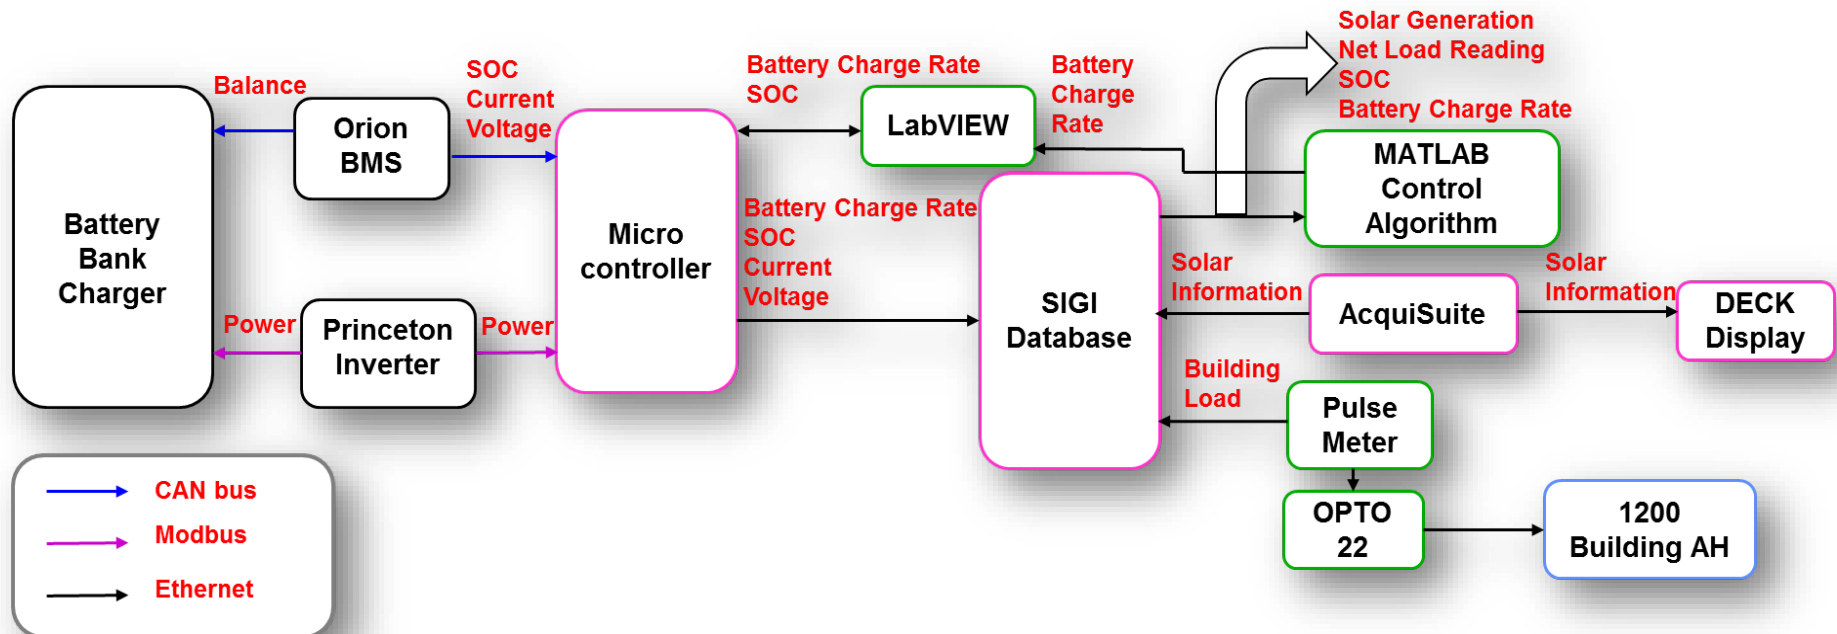 Solar Generation
Net Load Reading
SOC
Battery Charge Rate
Balance
SOC
Current
Voltage
Battery Charge Rate
SOC
Battery
Charge
Rate
Orion
BMS
LabVIEW
MATLAB
Control
Algorithm
Battery
Bank
Charger
Micro
controller
Battery Charge Rate
SOC
Current
Voltage
SIGI
Database
Solar
Information
AcquiSuite
Solar
Information
DECK
Display
Power
Princeton
Inverter
Power
Building
Load
Pulse
Meter
OPTO
22
1200
Building AH
CAN bus
Modbus
Ethernet